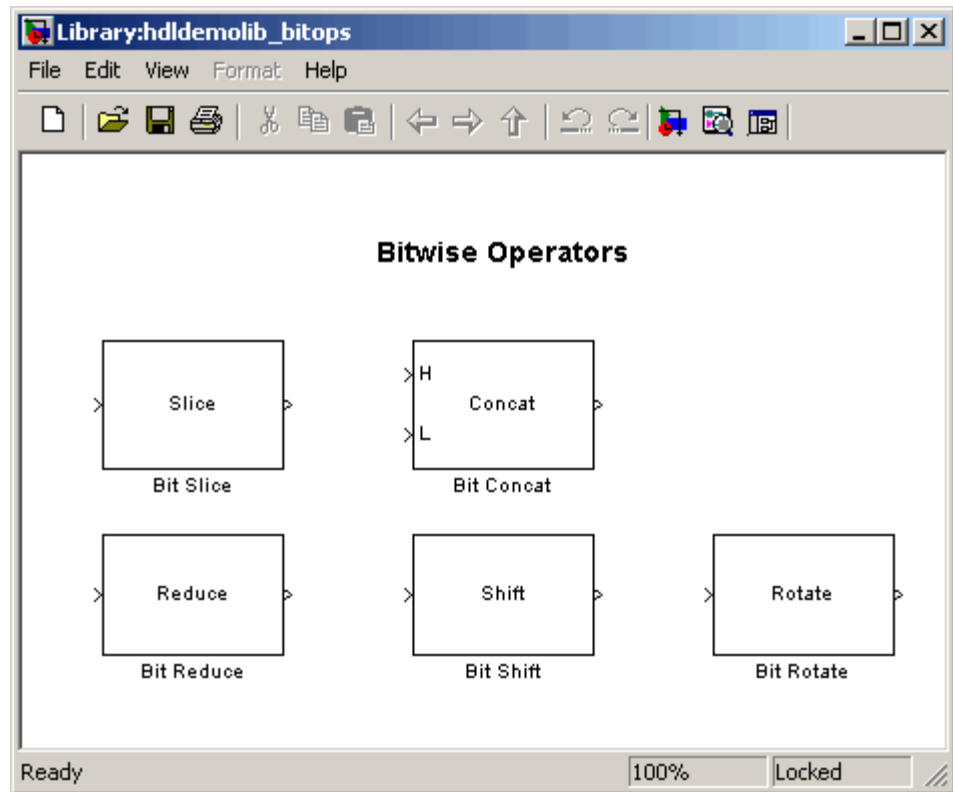 Library:hdldemolib_bitops
File Edit View Format Help
Bitwise Operators
Slice
Bit Slice
H
L
Concat
Bit Concat
Reduce
Bit Reduce
Shift
Bit Shift
Rotate
Bit Rotate
Ready 100% Locked